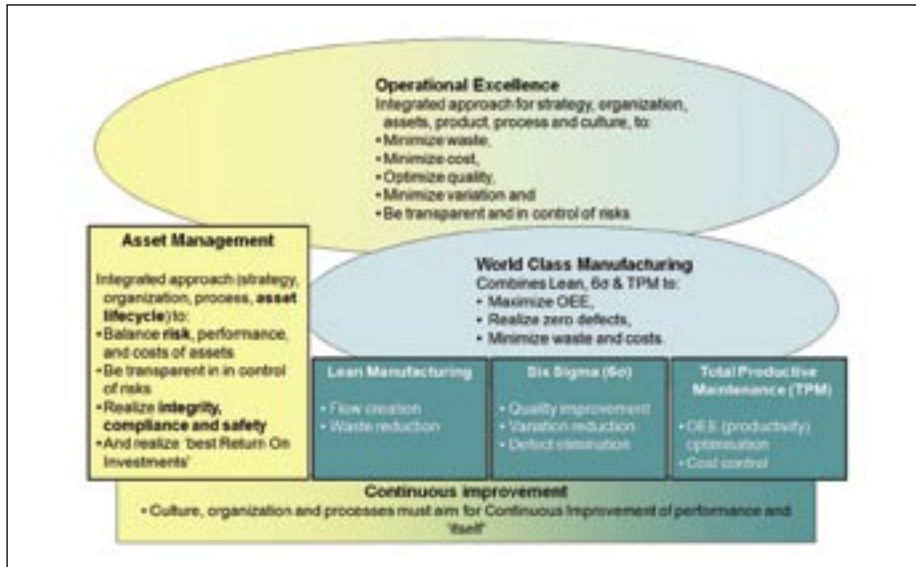 Operational Excellence
Integrated approach for strategy, organization,
assets, product, process and culture, to:
• Minimize waste,
• Minimize cost,
• Optimize quality,
• Minimize variation and
• Be transparent and in control of risks
Asset Management
Integrated approach (strategy,
organization, process, asset
lifecycle) to:
• Balance risk, performance,
and costs of assets
• Be transparent in in control
of risks
• Realize integrity,
compliance and safety
• And realize 'best Return On
Investments'
World Class Manufacturing
Combines Lean, 6σ & TPM to:
• Maximize OEE,
• Realize zero defects,
• Minimize waste and costs.
Lean Manufacturing
• Flow creation
• Waste reduction
Six Sigma (6σ)
• Quality improvement
• Variation reduction
• Defect elimination
Total Productive
Maintenance (TPM)
• OEE (productivity)
optimisation
• Cost control
Continuous improvement
• Culture, organization and processes must aim for Continuous Improvement of performance and
'itself'